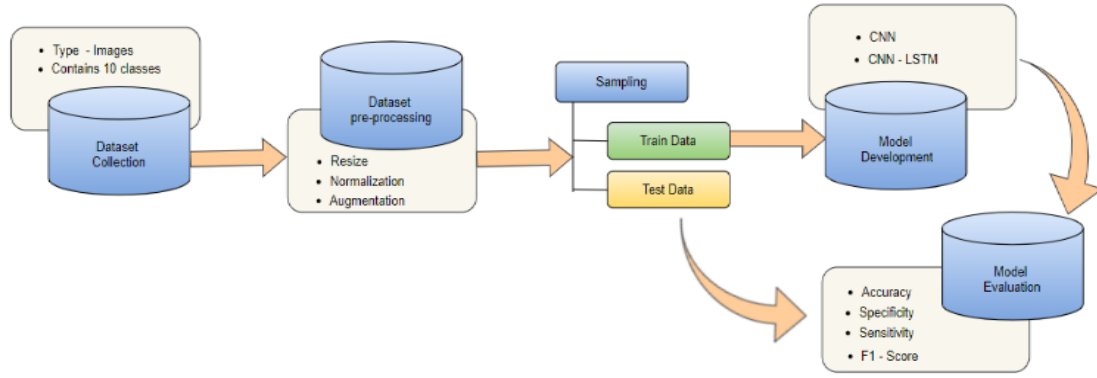 • Type - Images
• Contains 10 classes
Dataset
Collection
Dataset
pre-processing
• Resize
• Normalization
• Augmentation
Sampling
Train Data
Test Data
• CNN
• CNN - LSTM
Model
Development
Model
Evaluation
• Accuracy
• Specificity
• Sensitivity
• F1 - Score